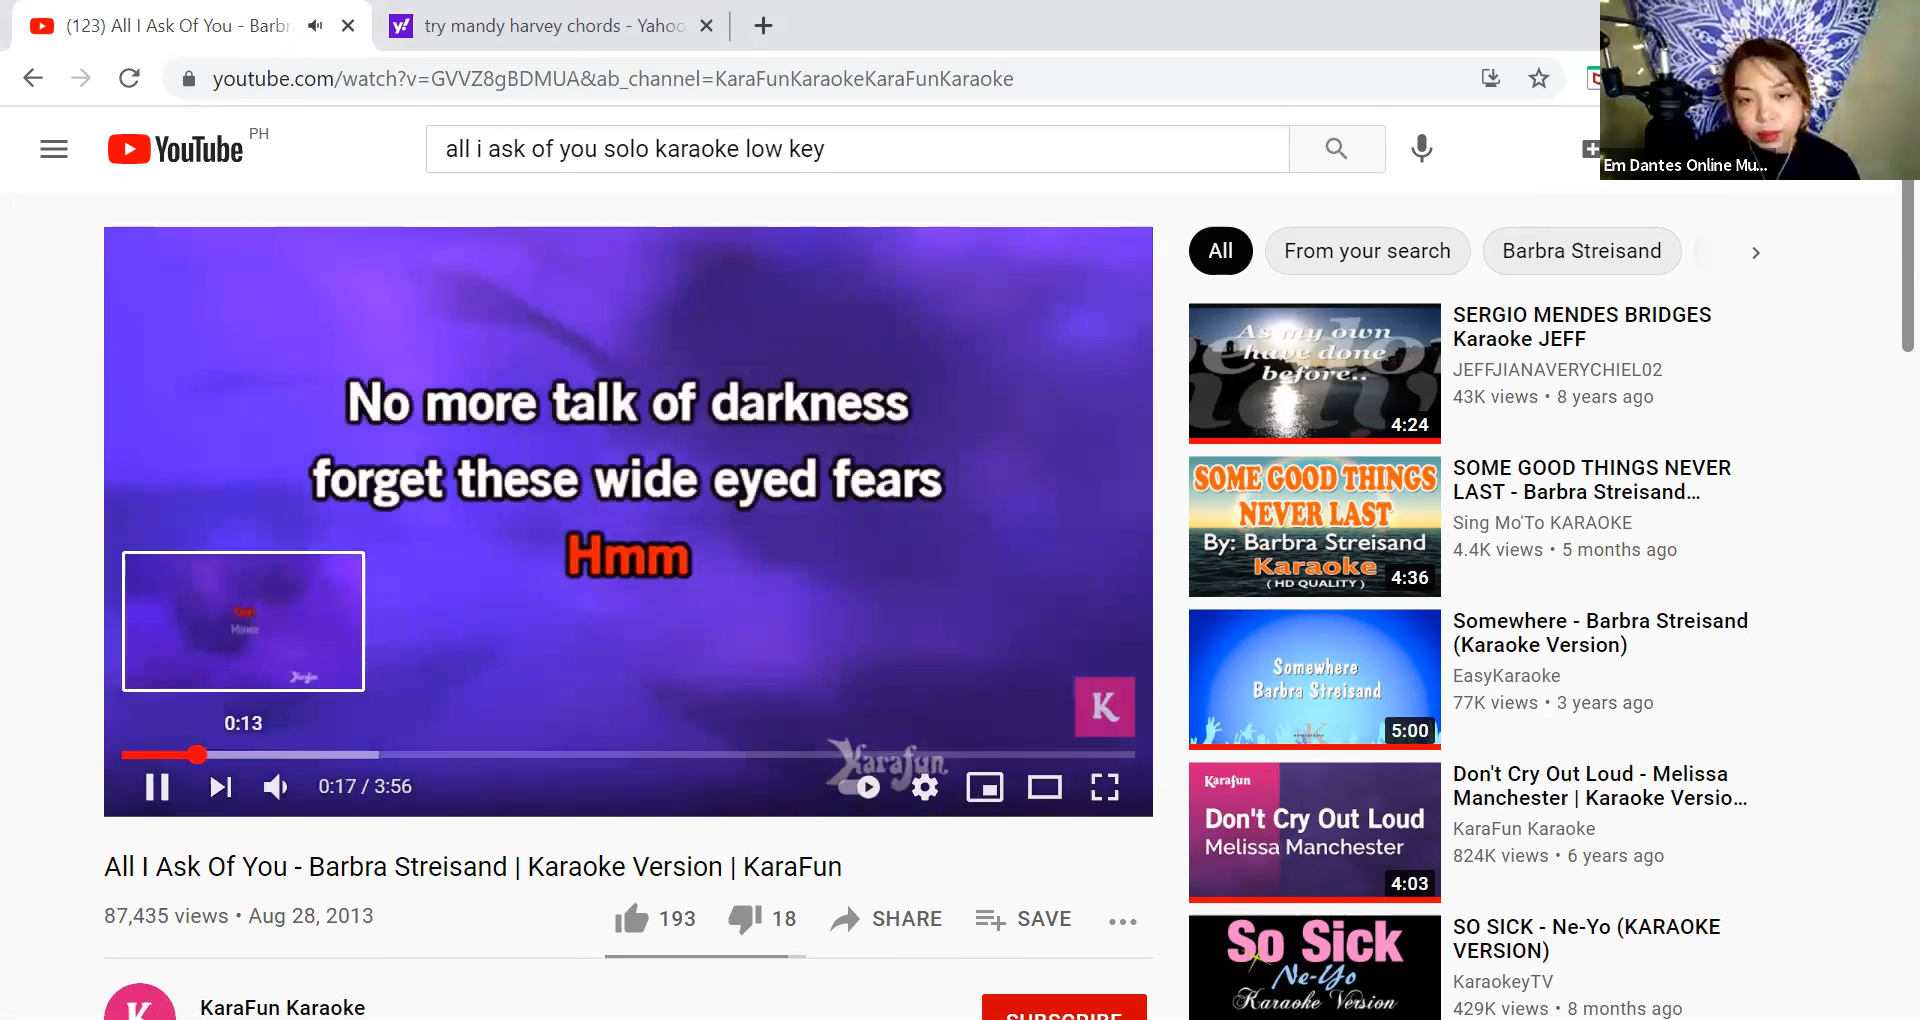 (123) All I Ask Of You - Barbr
try mandy harvey chords - Yahoo
youtube.com/watch?v=GVVZ8gBDMUA&ab_channel=KaraFunKaraokeKaraFunKaraoke
YouTube PH
all i ask of you solo karaoke low key
Em Dantes Online Mu...
No more talk of darkness
forget these wide eyed fears
Hmm
Hmmm
0:13
K
Karafun
0:17 / 3:56
All I Ask Of You - Barbra Streisand | Karaoke Version | KaraFun
87,435 views • Aug 28, 2013
193
18
SHARE
SAVE
KaraFun Karaoke
SUBSCRIBE
All
From your search
Barbra Streisand
As my own
have done
before..
4:24
SERGIO MENDES BRIDGES
Karaoke JEFF
JEFFJIANAVERYCHIEL02
43K views • 8 years ago
SOME GOOD THINGS
NEVER LAST
By: Barbra Streisand
Karaoke
( HD QUALITY )
4:36
SOME GOOD THINGS NEVER
LAST - Barbra Streisand...
Sing Mo'To KARAOKE
4.4K views • 5 months ago
Somewhere
Barbra Streisand
5:00
Somewhere - Barbra Streisand
(Karaoke Version)
EasyKaraoke
77K views • 3 years ago
Karafun
Don't Cry Out Loud
Melissa Manchester
4:03
Don't Cry Out Loud - Melissa
Manchester | Karaoke Versio...
KaraFun Karaoke
824K views • 6 years ago
So Sick
Ne-Yo
Karaoke Version
SO SICK - Ne-Yo (KARAOKE
VERSION)
KaraokeyTV
429K views • 8 months ago